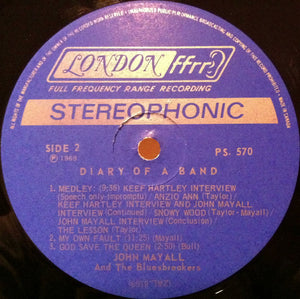 LONDON ffrr
FULL FREQUENCY RANGE RECORDING
STEREOPHONIC
SIDE 2
℗ 1968
PS. 570
DIARY OF A BAND
1. MEDLEY: (9:36) KEEF HARTLEY INTERVIEW
(Speech only-impromptu) / ANZIO ANN (Taylor)
KEEF HARTLEY INTERVIEW AND JOHN MAYALL
INTERVIEW (Continued) / SNOWY WOOD (Taylor-Mayall) /
JOHN MAYALL INTERVIEW (Conclusion) /
THE LESSON (Taylor)
2. MY OWN FAULT (11:25) (Mayall)
3. GOD SAVE THE QUEEN (2:50) (Bull)
JOHN MAYALL
And The Bluesbreakers